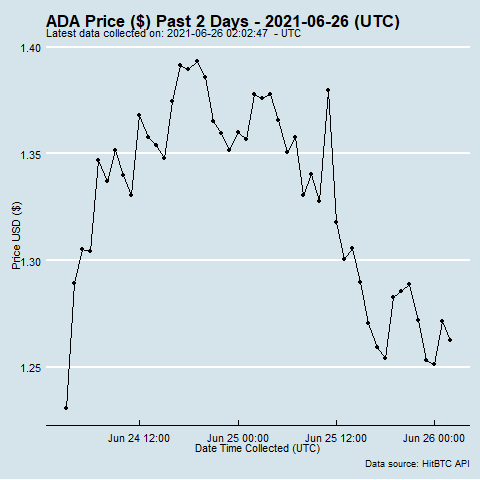 ADA Price ($) Past 2 Days - 2021-06-26 (UTC)
Latest data collected on: 2021-06-26 02:02:47 - UTC
1.40
1.35
1.30
1.25
Price USD ($)
Jun 24 12:00 Jun 25 00:00 Jun 25 12:00 Jun 26 00:00
Date Time Collected (UTC)
Data source: HitBTC API